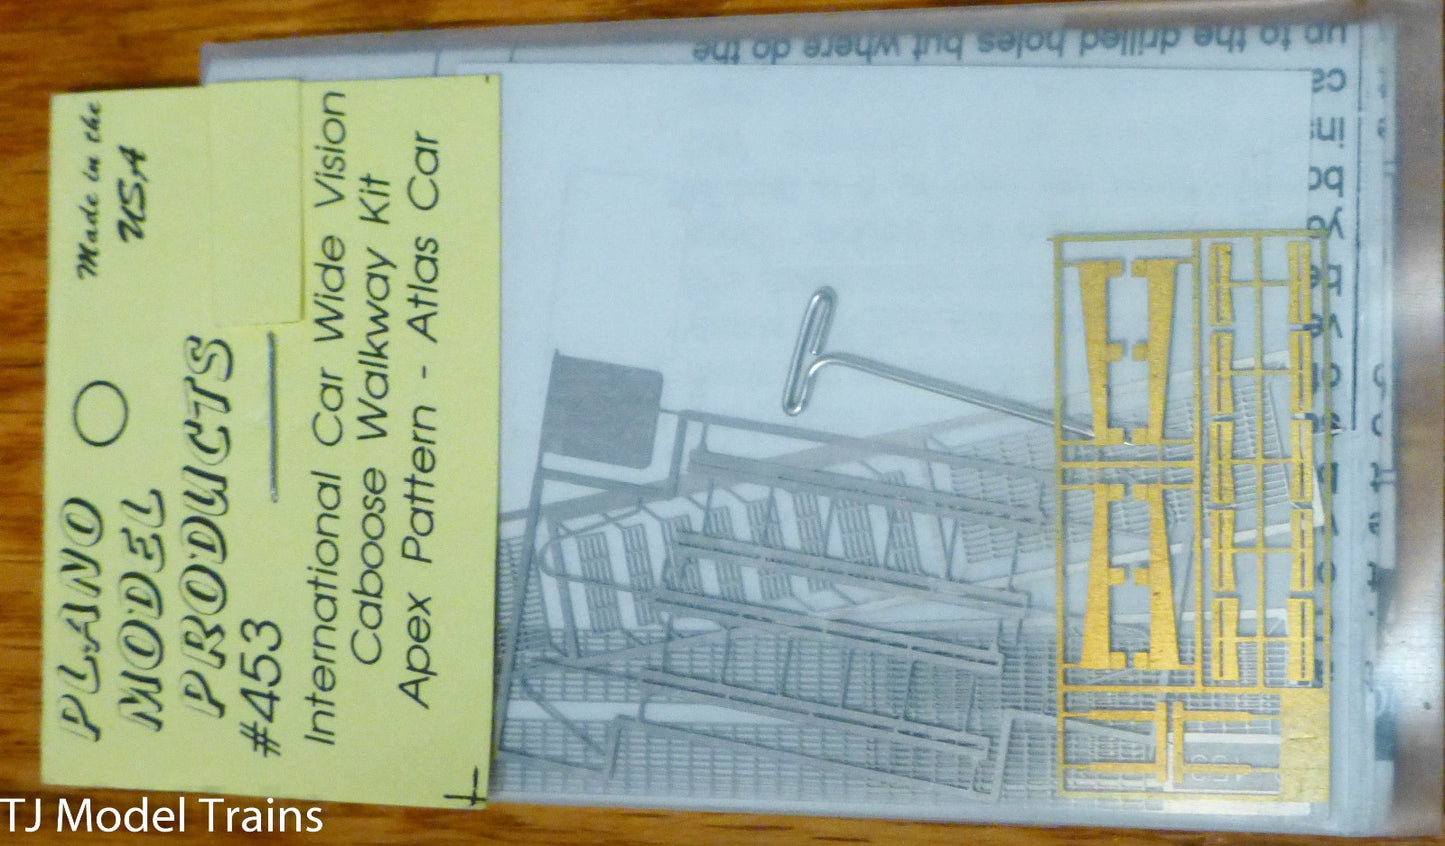 PLANO
MODEL
PRODUCTS
#453
Made in the
USA
International Car Wide Vision
Caboose Walkway Kit
Apex Pattern - Atlas Car
up to the drilled holes but where do the
TJ Model Trains